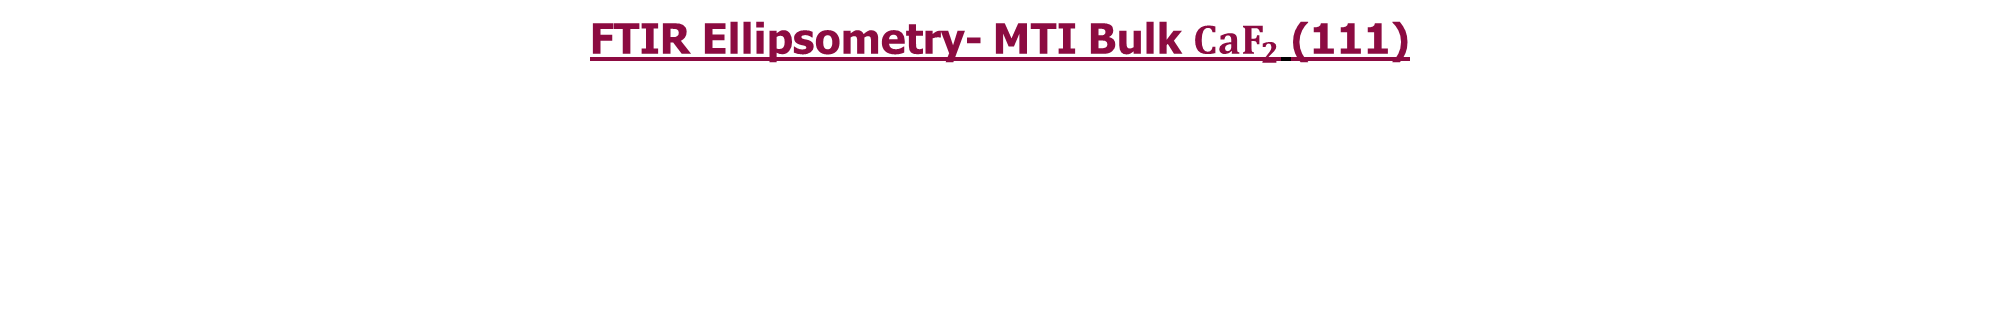 FTIR Ellipsometry- MTI Bulk CaF₂ (111)